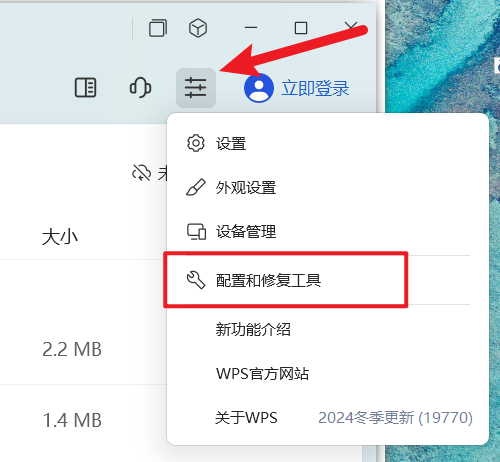 立即登录
设置
外观设置
大小
设备管理
配置和修复工具
新功能介绍
2.2 MB
WPS官方网站
1.4 MB
关于WPS 2024冬季更新 (19770)